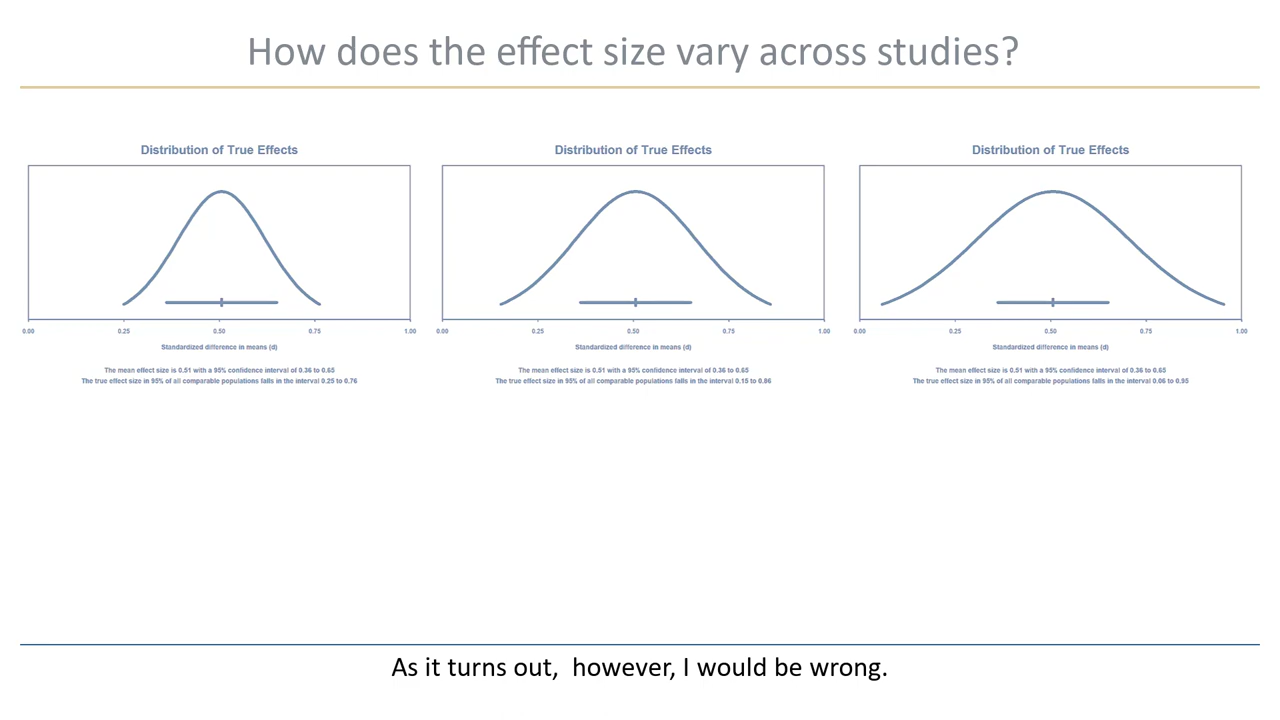 How does the effect size vary across studies?
Distribution of True Effects
0.00 0.25 0.50 0.75 1.00
Standardized difference in means (d)
The mean effect size is 0.51 with a 95% confidence interval of 0.36 to 0.65
The true effect size in 95% of all comparable populations falls in the interval 0.25 to 0.76
Distribution of True Effects
0.00 0.25 0.50 0.75 1.00
Standardized difference in means (d)
The mean effect size is 0.51 with a 95% confidence interval of 0.36 to 0.65
The true effect size in 95% of all comparable populations falls in the interval 0.15 to 0.86
Distribution of True Effects
0.00 0.25 0.50 0.75 1.00
Standardized difference in means (d)
The mean effect size is 0.51 with a 95% confidence interval of 0.36 to 0.65
The true effect size in 95% of all comparable populations falls in the interval 0.06 to 0.95
As it turns out,  however, I would be wrong.